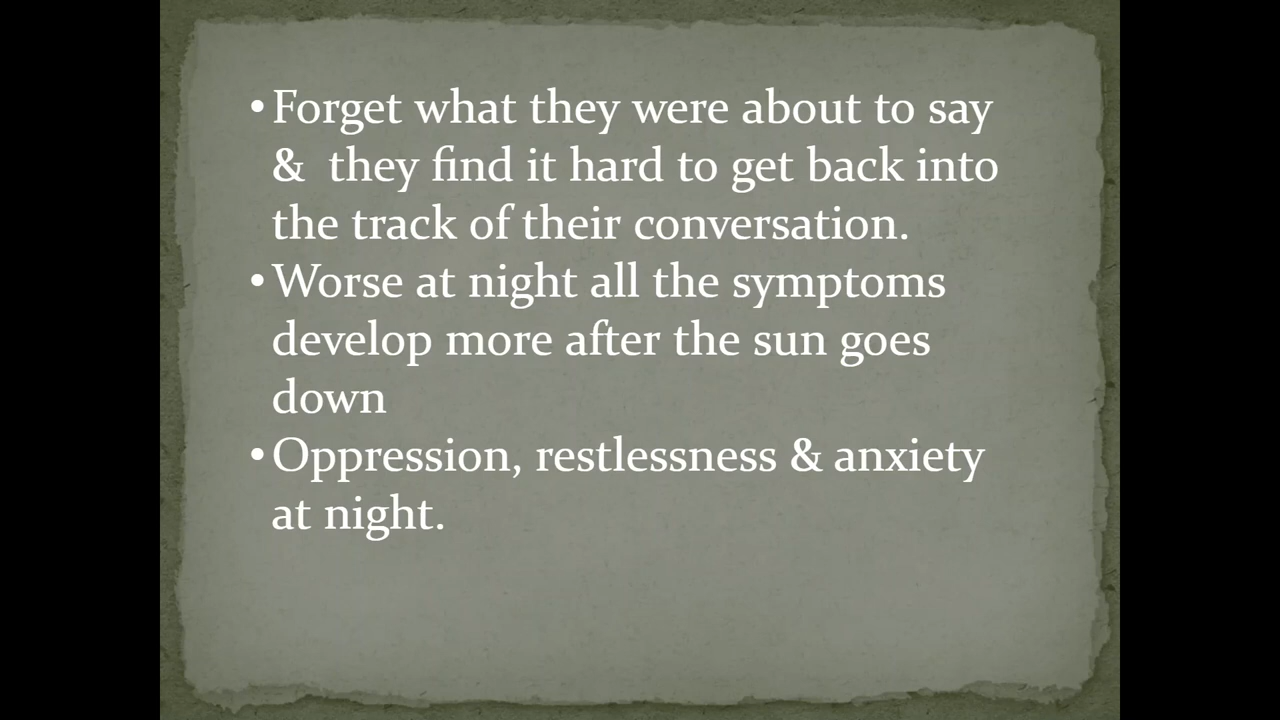 •Forget what they were about to say
&  they find it hard to get back into
the track of their conversation.
•Worse at night all the symptoms
develop more after the sun goes
down
•Oppression, restlessness & anxiety
at night.